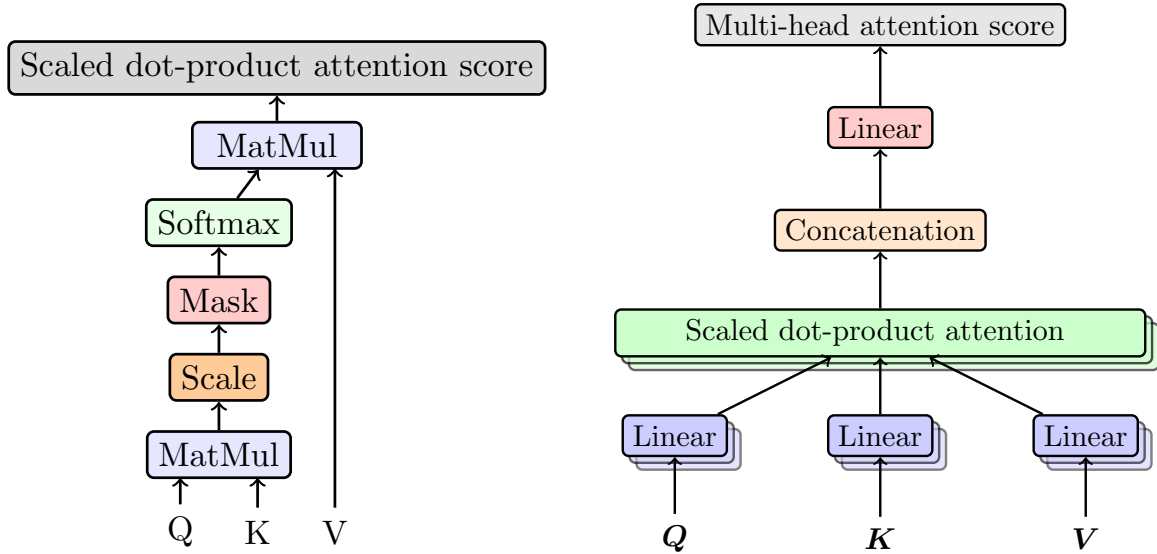 Scaled dot-product attention score
MatMul
Softmax
Mask
Scale
MatMul
Q K V
Multi-head attention score
Linear
Concatenation
Scaled dot-product attention
Linear Linear Linear
Q K V